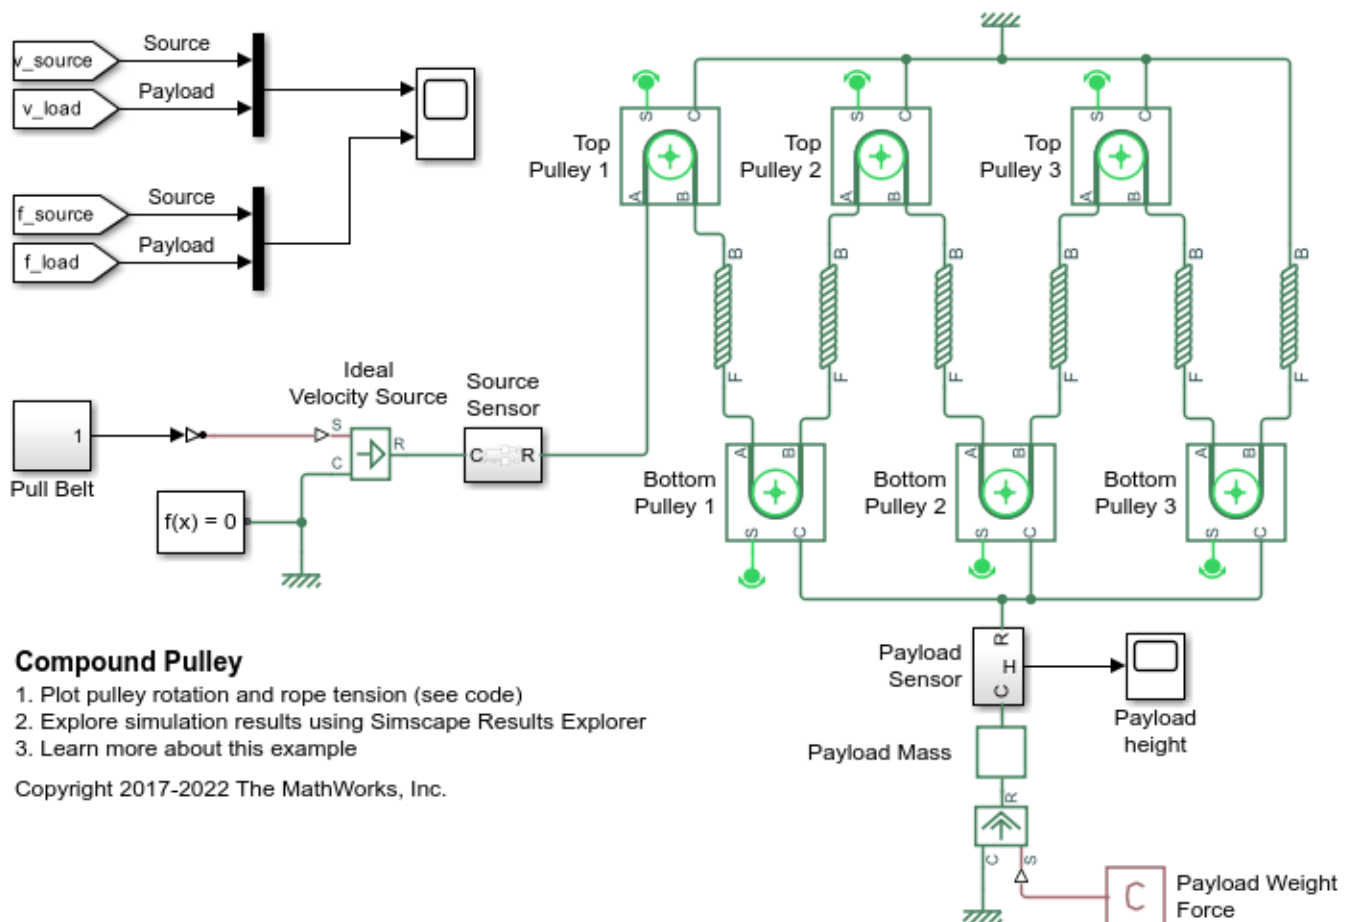 v_source
Source
v_load
Payload
f_source
Source
f_load
Payload
S
C
Top
Pulley 1
A
B
S
C
Top
Pulley 2
A
B
S
C
Top
Pulley 3
A
B
B
F
B
F
B
F
B
F
B
F
B
F
1
Pull Belt
Ideal
Velocity Source
S
C
R
f(x) = 0
Source
Sensor
C
R
Bottom
Pulley 1
A
B
S
C
Bottom
Pulley 2
A
B
S
C
Bottom
Pulley 3
A
B
S
C
Payload
Sensor
R
H
C
Payload
height
Payload Mass
R
C
S
C
Payload Weight
Force
Compound Pulley
1. Plot pulley rotation and rope tension (see code)
2. Explore simulation results using Simscape Results Explorer
3. Learn more about this example
Copyright 2017-2022 The MathWorks, Inc.